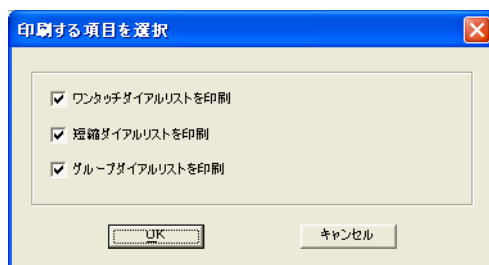 印刷する項目を選択
ワンタッチダイアルリストを印刷
短縮ダイアルリストを印刷
グループダイアルリストを印刷
OK
キャンセル